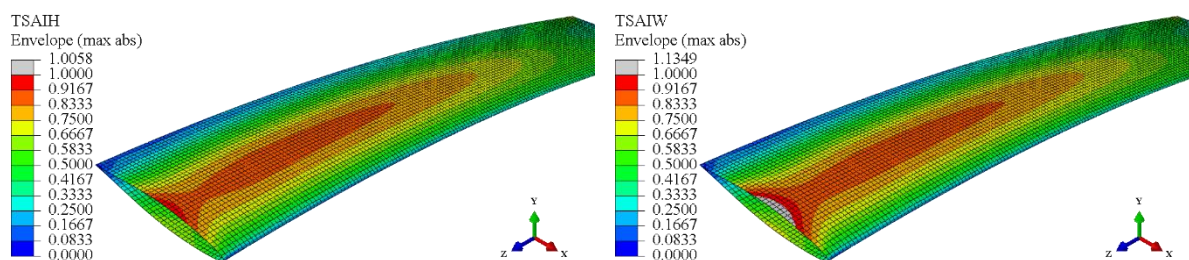 TSAIH
Envelope (max abs)
1.0058
1.0000
0.9167
0.8333
0.7500
0.6667
0.5833
0.5000
0.4167
0.3333
0.2500
0.1667
0.0833
0.0000
Y
Z
X
TSAIW
Envelope (max abs)
1.1349
1.0000
0.9167
0.8333
0.7500
0.6667
0.5833
0.5000
0.4167
0.3333
0.2500
0.1667
0.0833
0.0000
Y
Z
X